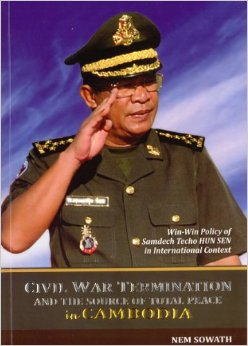 Win-Win Policy of
Samdech Techo HUN SEN
in International Context
CIVIL WAR TERMINATION
AND THE SOURCE OF TOTAL PEACE
in CAMBODIA
NEM SOWATH